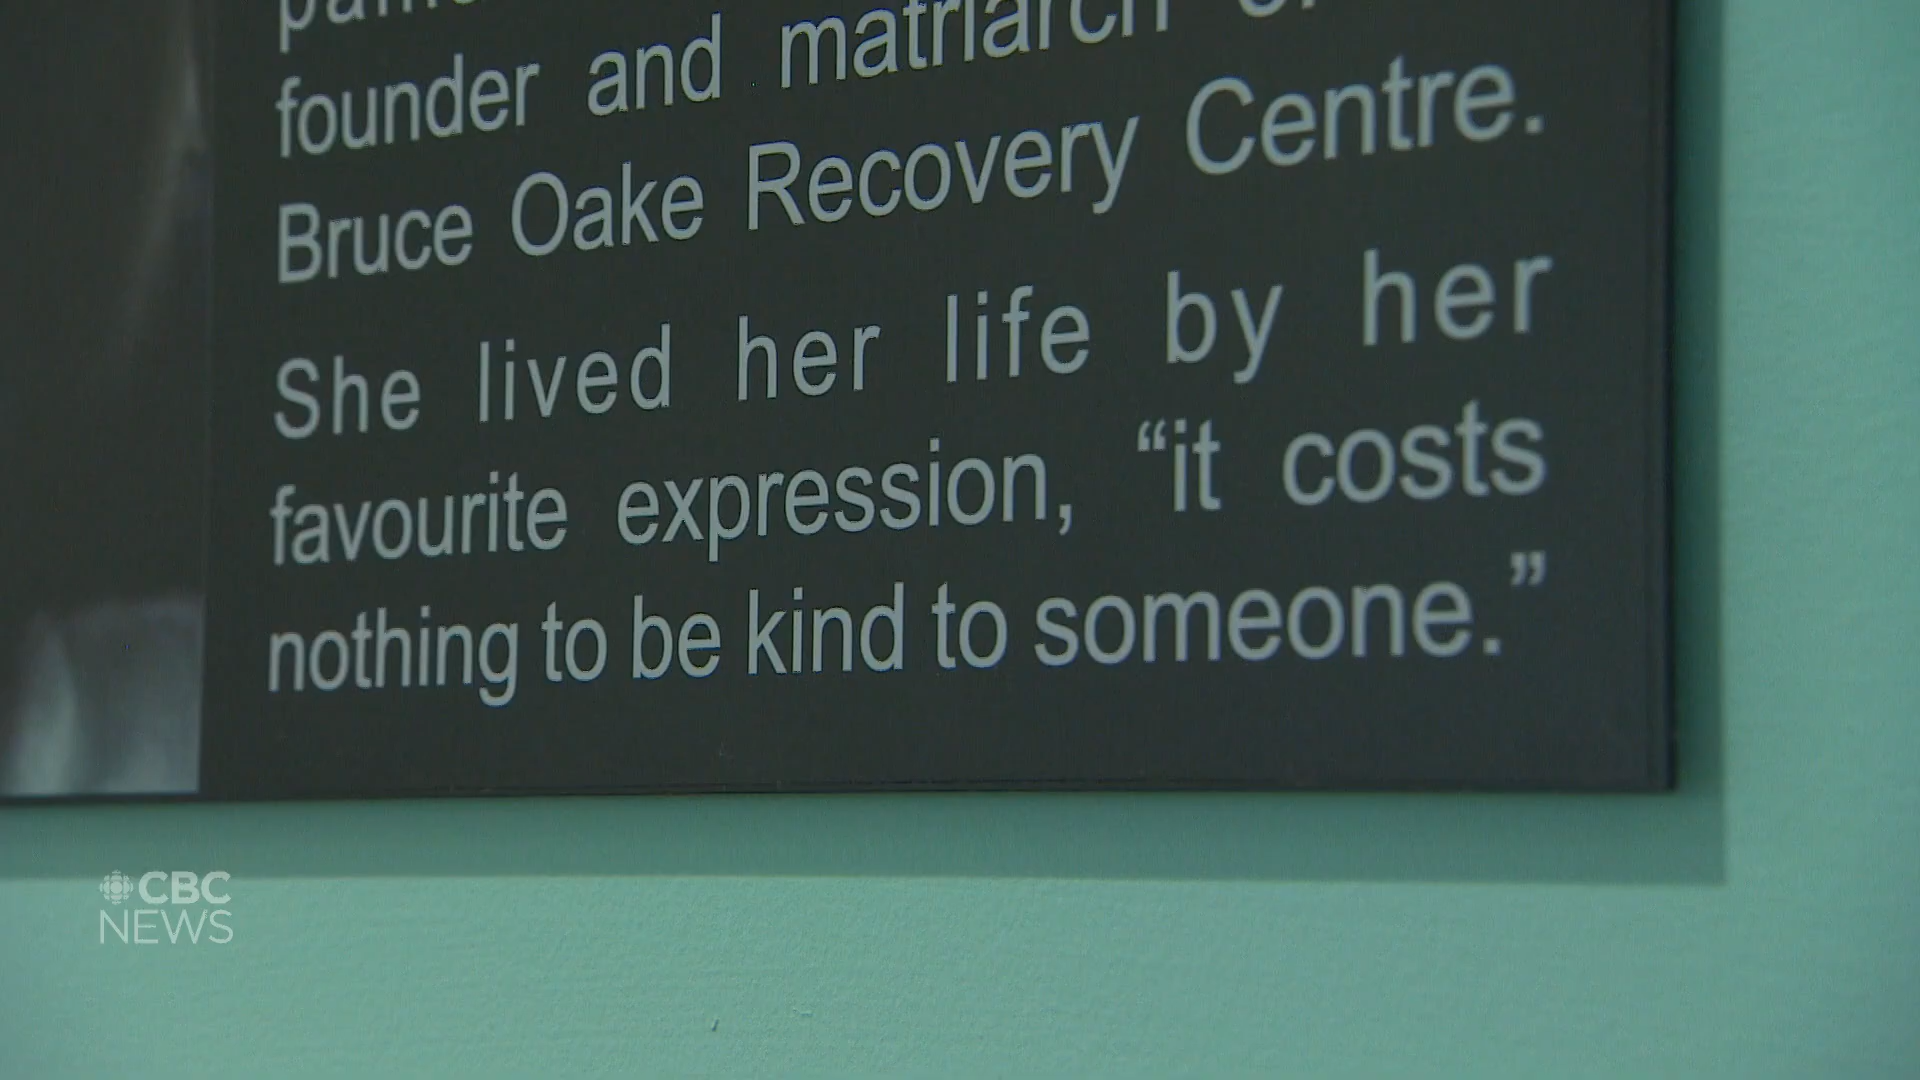 founder and matriarch
Bruce Oake Recovery Centre.
She lived her life by her
favourite expression, “it costs
nothing to be kind to someone.”
CBC
NEWS